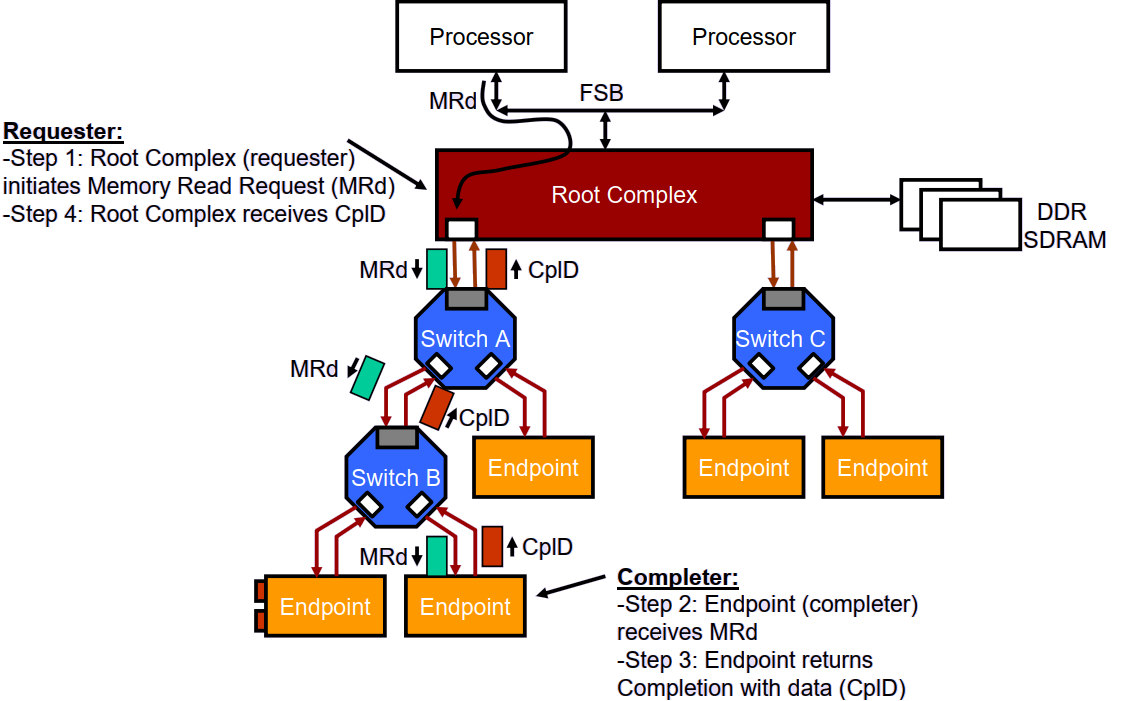 Processor
Processor
MRd
FSB
Requester:
-Step 1: Root Complex (requester)
initiates Memory Read Request (MRd)
-Step 4: Root Complex receives CplD
Root Complex
DDR
SDRAM
MRd
CplD
Switch A
Switch C
MRd
CplD
Endpoint
Endpoint
Endpoint
Switch B
MRd
CplD
Endpoint
Endpoint
Completer:
-Step 2: Endpoint (completer)
receives MRd
-Step 3: Endpoint returns
Completion with data (CplD)